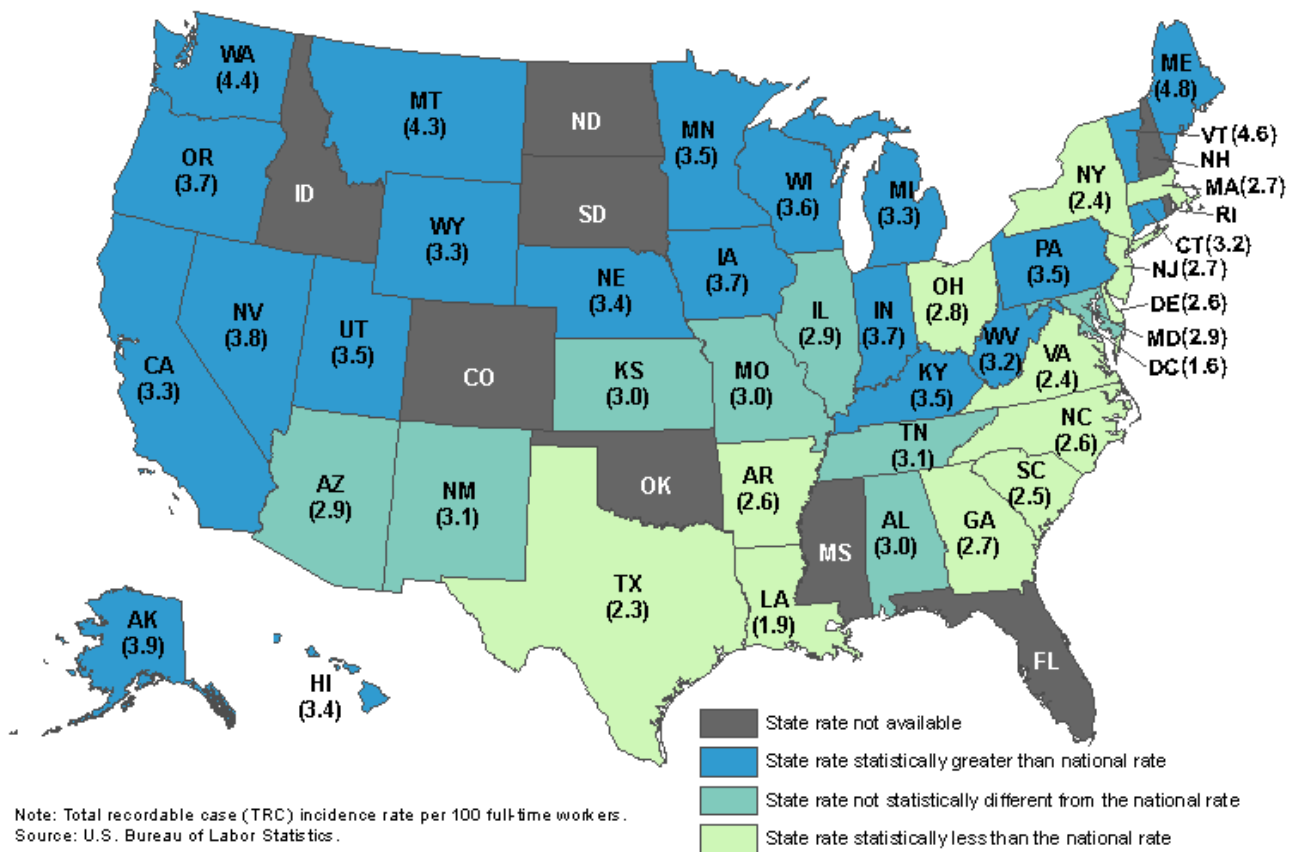 WA
(4.4)
MT
(4.3)
ND
MN
(3.5)
ME
(4.8)
VT(4.6)
NH
MA(2.7)
RI
CT(3.2)
NJ(2.7)
DE(2.6)
MD(2.9)
DC(1.6)
OR
(3.7)
ID
WY
(3.3)
SD
WI
(3.6)
MI
(3.3)
NY
(2.4)
PA
(3.5)
NE
(3.4)
IA
(3.7)
IL
(2.9)
IN
(3.7)
OH
(2.8)
WV
(3.2)
VA
(2.4)
CA
(3.3)
NV
(3.8)
UT
(3.5)
CO
KS
(3.0)
MO
(3.0)
KY
(3.5)
TN
(3.1)
NC
(2.6)
SC
(2.5)
AZ
(2.9)
NM
(3.1)
OK
AR
(2.6)
MS
AL
(3.0)
GA
(2.7)
TX
(2.3)
LA
(1.9)
FL
AK
(3.9)
HI
(3.4)
State rate not available
State rate statistically greater than national rate
State rate not statistically different from the national rate
State rate statistically less than the national rate
Note: Total recordable case (TRC) incidence rate per 100 full-time workers.
Source: U.S. Bureau of Labor Statistics.